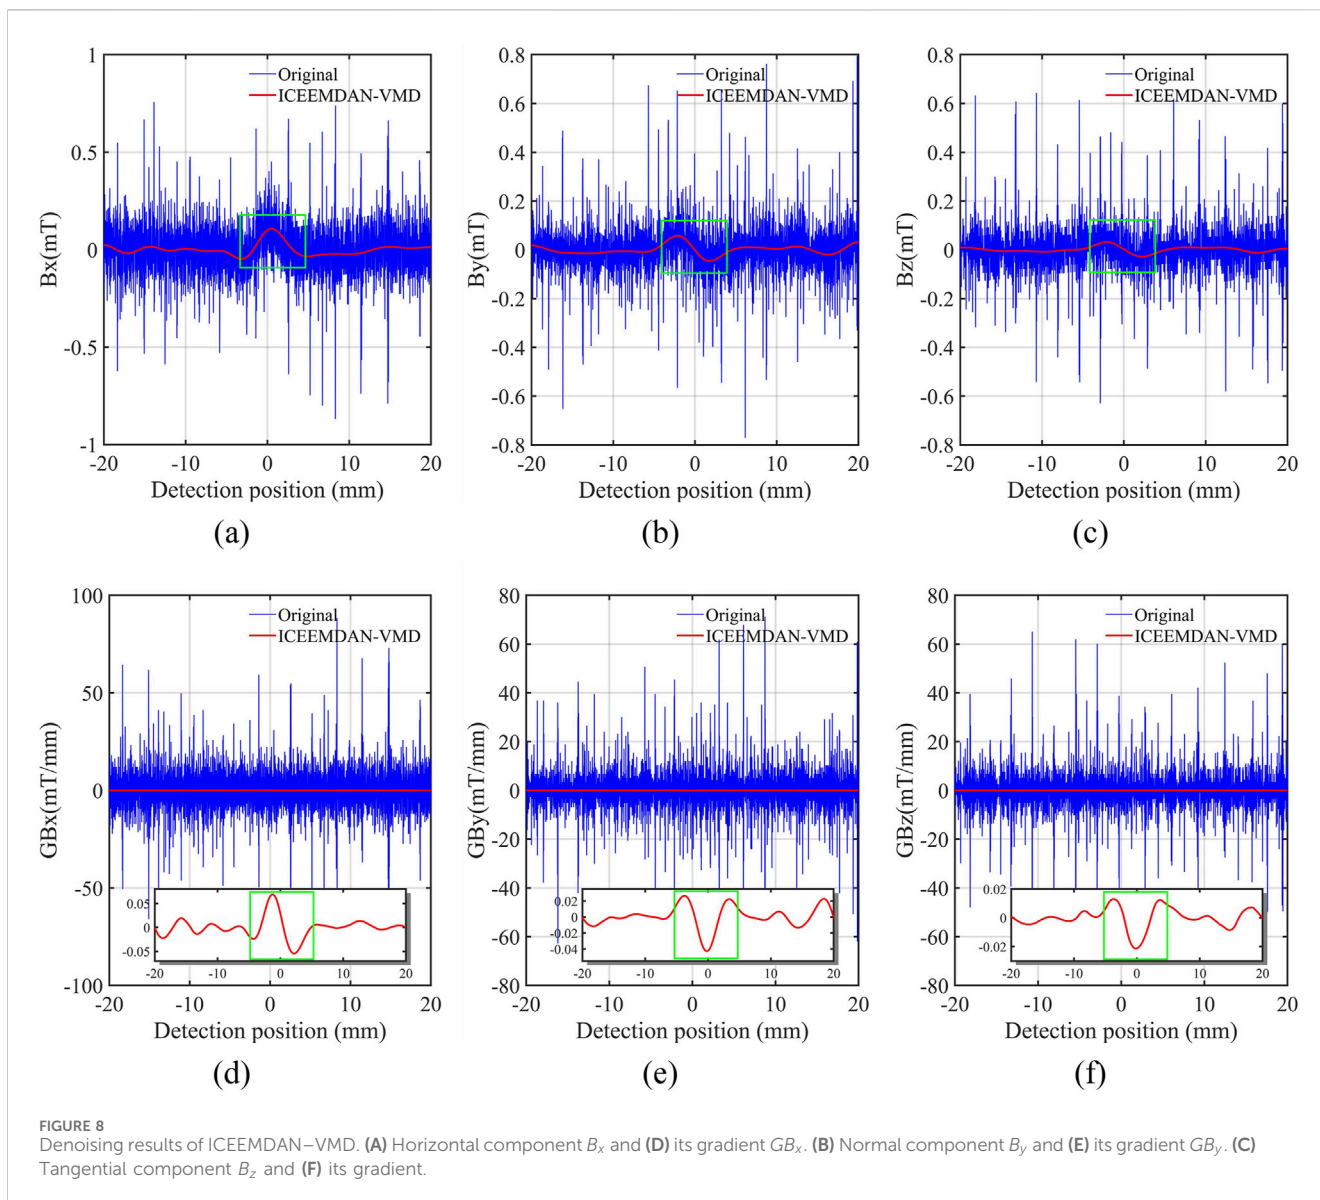 1
0.5
0
-0.5
-1
Bx(mT)
Original
ICEEMDAN-VMD
-20 -10 0 10 20
Detection position (mm)
(a)
0.8
0.6
0.4
0.2
0
-0.2
-0.4
-0.6
-0.8
By(mT)
Original
ICEEMDAN-VMD
-20 -10 0 10 20
Detection position (mm)
(b)
0.8
0.6
0.4
0.2
0
-0.2
-0.4
-0.6
-0.8
Bz(mT)
Original
ICEEMDAN-VMD
-20 -10 0 10 20
Detection position (mm)
(c)
100
50
0
-50
-100
GBx(mT/mm)
Original
ICEEMDAN-VMD
0.05
0
-0.05
-20 -10 0 10 20
-20 -10 0 10 20
Detection position (mm)
(d)
80
60
40
20
0
-20
-40
-60
-80
GBy(mT/mm)
Original
ICEEMDAN-VMD
0.02
0
-0.02
-0.04
-20 -10 0 10 20
-20 -10 0 10 20
Detection position (mm)
(e)
80
60
40
20
0
-20
-40
-60
-80
GBz(mT/mm)
Original
ICEEMDAN-VMD
0.02
0
-0.02
-20 -10 0 10 20
-20 -10 0 10 20
Detection position (mm)
(f)
FIGURE 8
Denoising results of ICEEMDAN–VMD. (A) Horizontal component Bx and (D) its gradient GBx. (B) Normal component By and (E) its gradient GBy. (C)
Tangential component Bz and (F) its gradient.